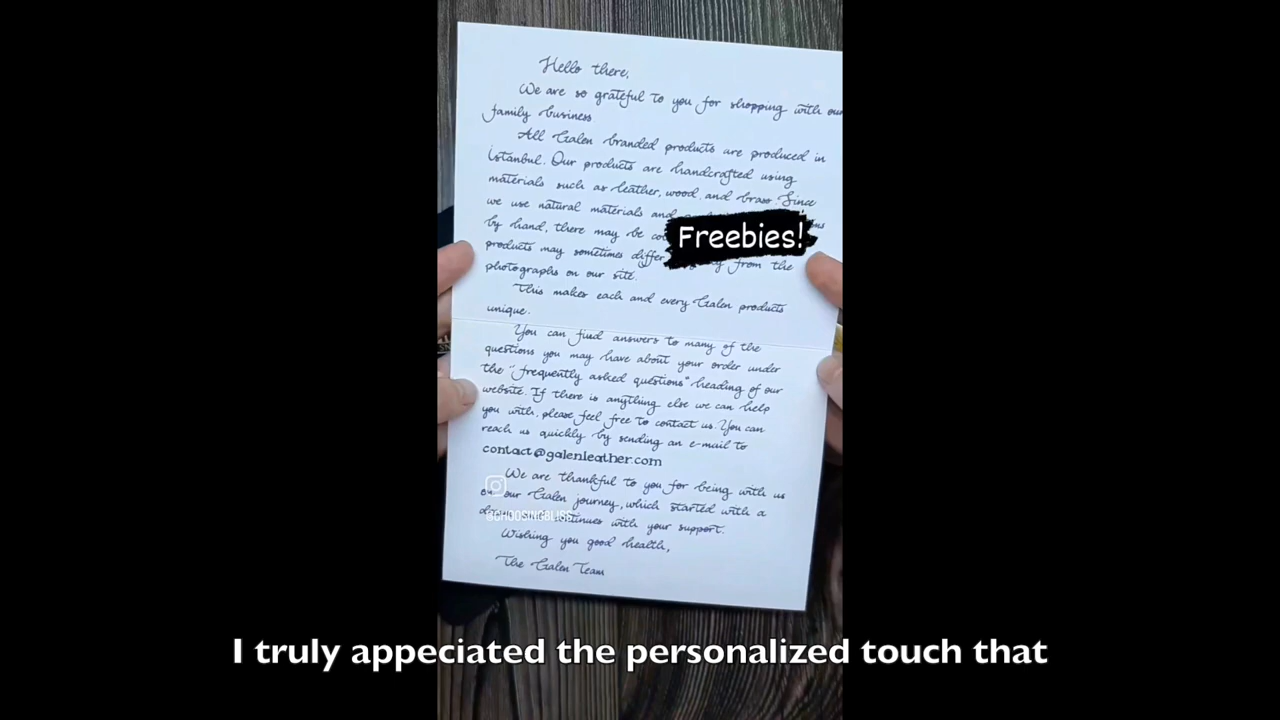 Hello there,
We are so grateful to you for shopping with our
family business
All Galen branded products are produced in
İstanbul. Our products are handcrafted using
materials such as leather, wood, and brass. Since
we use natural materials and
by hand, there may be
Freebies!
products may sometimes differ from the
photographs on our site.
This makes each and every Galen products
unique.
You can find answers to many of the
questions you may have about your order under
the "frequently asked questions" heading of our
website. If there is anything else we can help
you with, please feel free to contact us. You can
reach us quickly by sending an e-mail to
contact@galenleather.com
We are thankful to you for being with us
our Galen journey, which started with a
@CHOOSINGBLISS
continues with your support.
Wishing you good health,
The Galen Team
I truly appeciated the personalized touch that